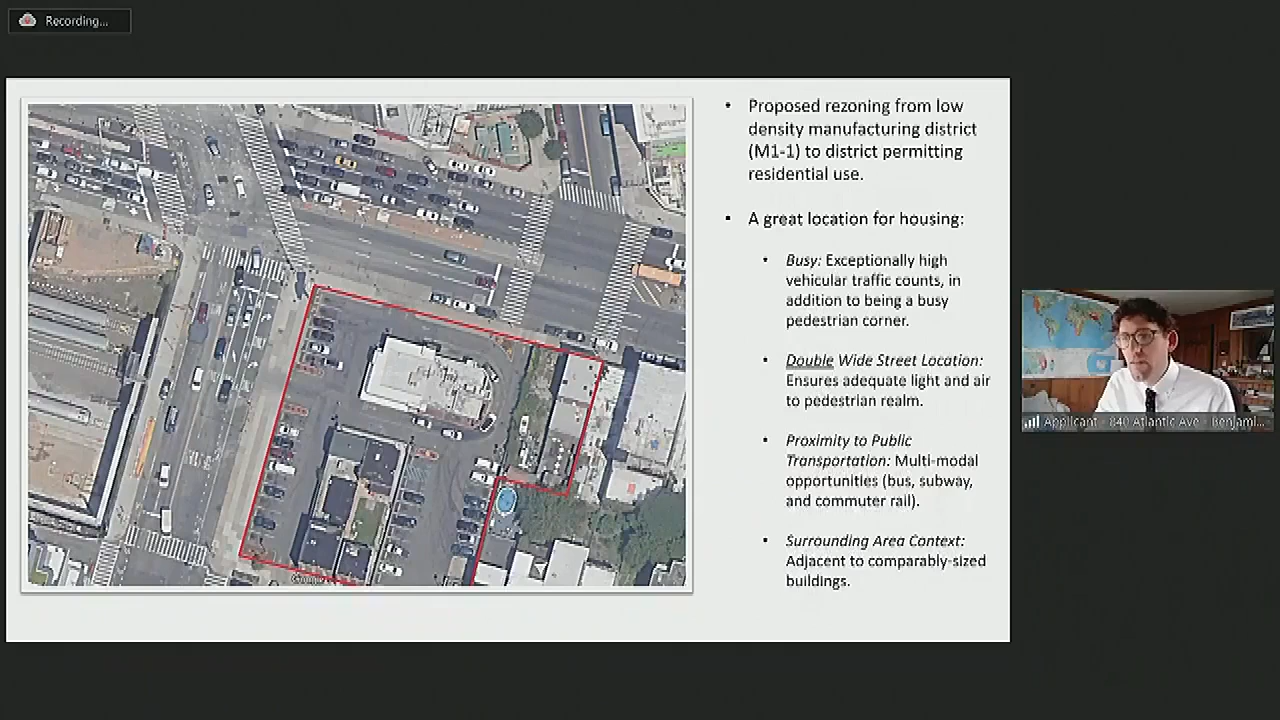 Recording...
• Proposed rezoning from low
density manufacturing district
(M1-1) to district permitting
residential use.
• A great location for housing:
• Busy: Exceptionally high
vehicular traffic counts, in
addition to being a busy
pedestrian corner.
• Double Wide Street Location:
Ensures adequate light and air
to pedestrian realm.
• Proximity to Public
Transportation: Multi-modal
opportunities (bus, subway,
and commuter rail).
• Surrounding Area Context:
Adjacent to comparably-sized
buildings.
Applicant - 840 Atlantic Ave - Benjami...
Google